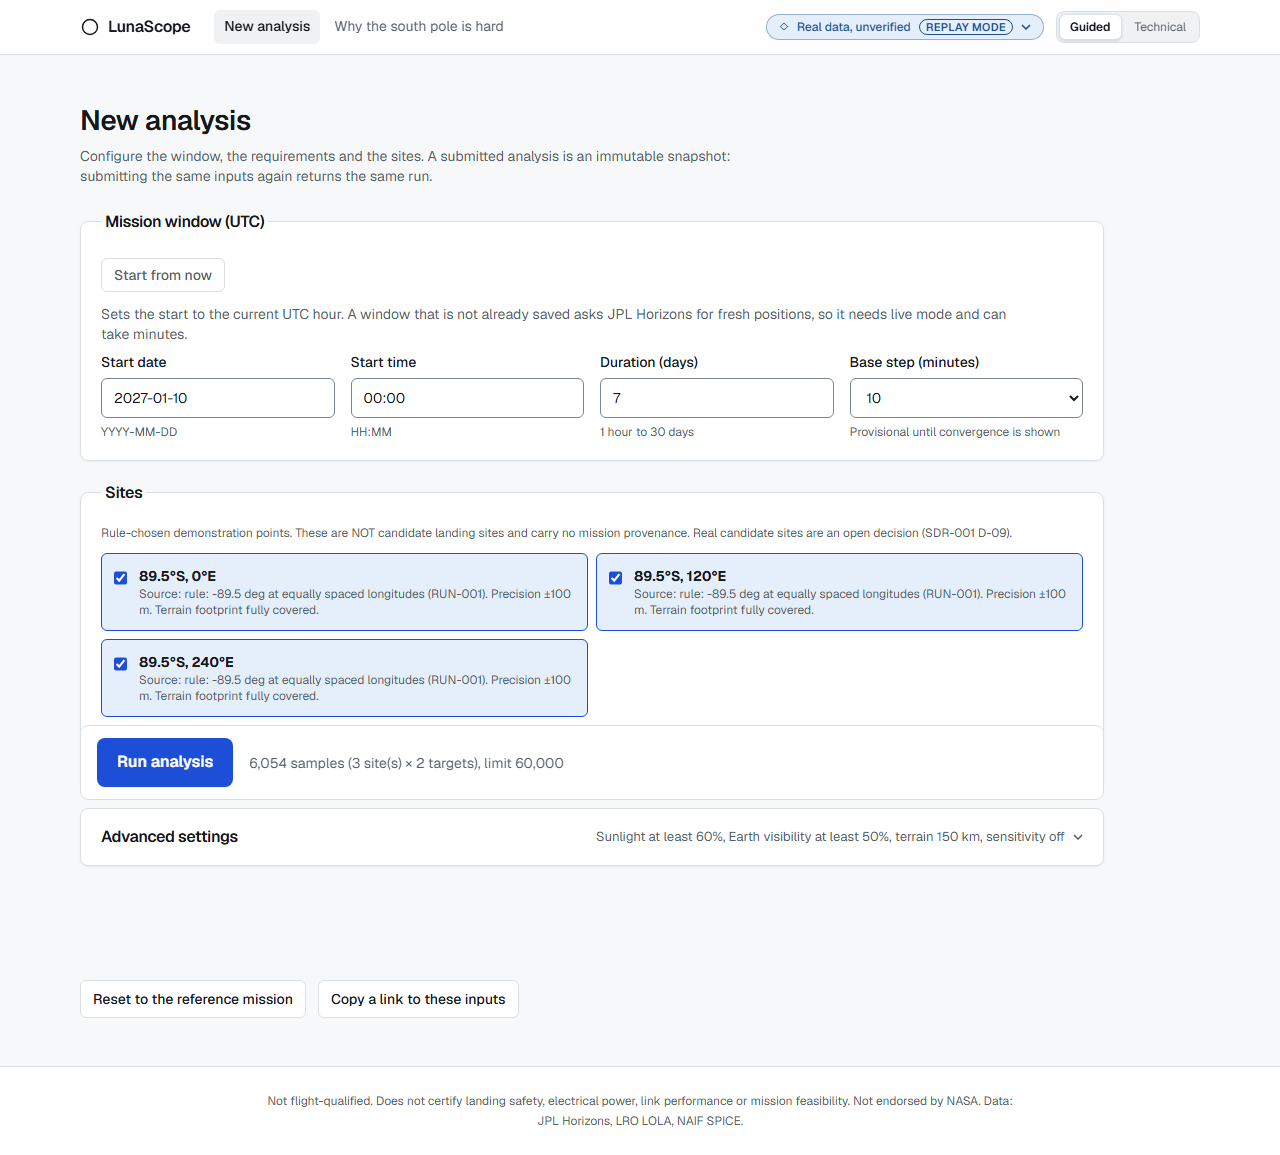 LunaScope
New analysis
Why the south pole is hard
Real data, unverified
REPLAY MODE
Guided
Technical
New analysis
Configure the window, the requirements and the sites. A submitted analysis is an immutable snapshot:
submitting the same inputs again returns the same run.
Mission window (UTC)
Start from now
Sets the start to the current UTC hour. A window that is not already saved asks JPL Horizons for fresh positions, so it needs live mode and can
take minutes.
Start date
Start time
Duration (days)
Base step (minutes)
2027-01-10
00:00
7
10
YYYY-MM-DD
HH:MM
1 hour to 30 days
Provisional until convergence is shown
Sites
Rule-chosen demonstration points. These are NOT candidate landing sites and carry no mission provenance. Real candidate sites are an open decision (SDR-001 D-09).
89.5°S, 0°E
Source: rule: -89.5 deg at equally spaced longitudes (RUN-001). Precision ±100
m. Terrain footprint fully covered.
89.5°S, 120°E
Source: rule: -89.5 deg at equally spaced longitudes (RUN-001). Precision ±100
m. Terrain footprint fully covered.
89.5°S, 240°E
Source: rule: -89.5 deg at equally spaced longitudes (RUN-001). Precision ±100
m. Terrain footprint fully covered.
Run analysis
6,054 samples (3 site(s) × 2 targets), limit 60,000
Advanced settings
Sunlight at least 60%, Earth visibility at least 50%, terrain 150 km, sensitivity off
Reset to the reference mission
Copy a link to these inputs
Not flight-qualified. Does not certify landing safety, electrical power, link performance or mission feasibility. Not endorsed by NASA. Data:
JPL Horizons, LRO LOLA, NAIF SPICE.